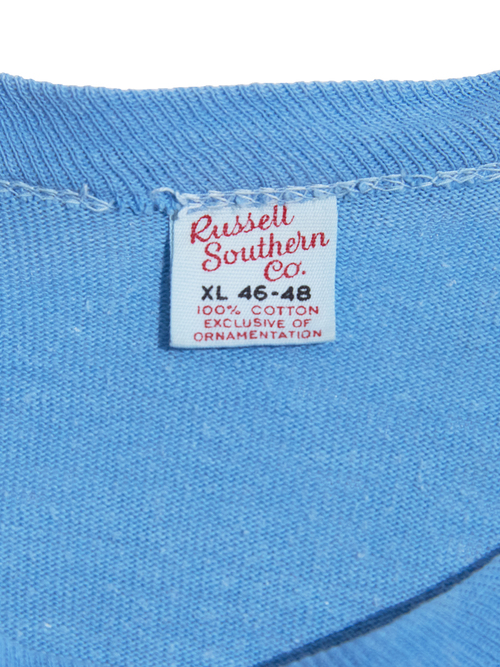 Russell
Southern
Co.
XL 46-48
100% COTTON
EXCLUSIVE OF
ORNAMENTATION